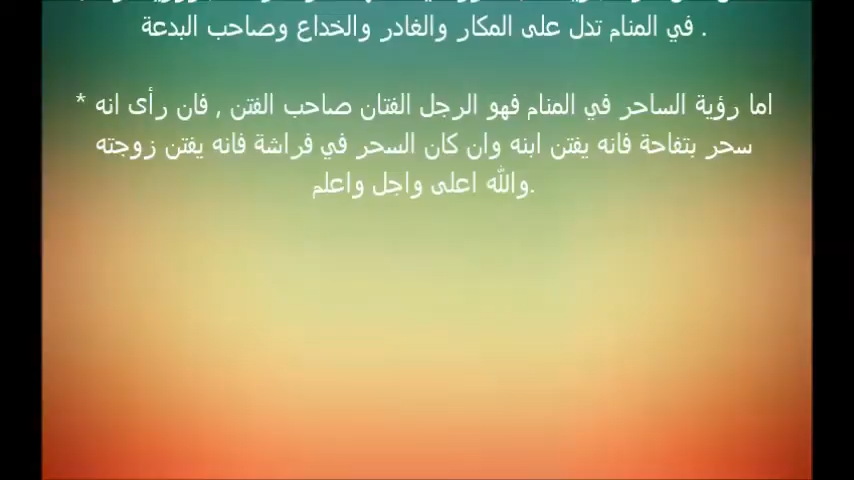 في المنام تدل على المكار والغادر والخداع وصاحب البدعة .
* اما رؤية الساحر في المنام فهو الرجل الفتان صاحب الفتن , فان رأى انه
سحر بتفاحة فانه يفتن ابنه وان كان السحر في فراشة فانه يفتن زوجته
والله اعلى واجل واعلم.